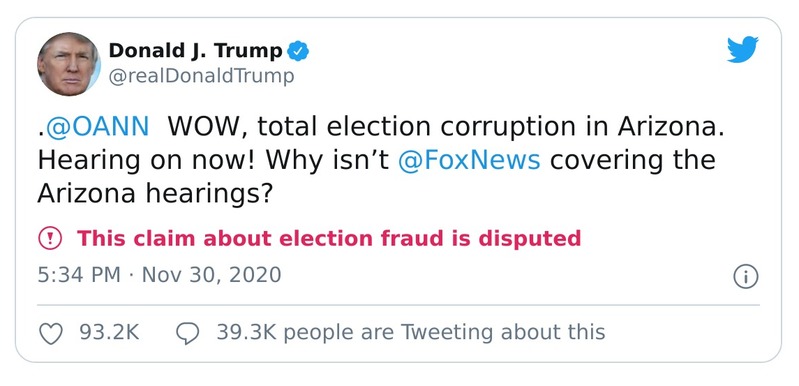 Donald J. Trump
@realDonaldTrump
.@OANN WOW, total election corruption in Arizona.
Hearing on now! Why isn’t @FoxNews covering the
Arizona hearings?
This claim about election fraud is disputed
5:34 PM · Nov 30, 2020
93.2K 39.3K people are Tweeting about this